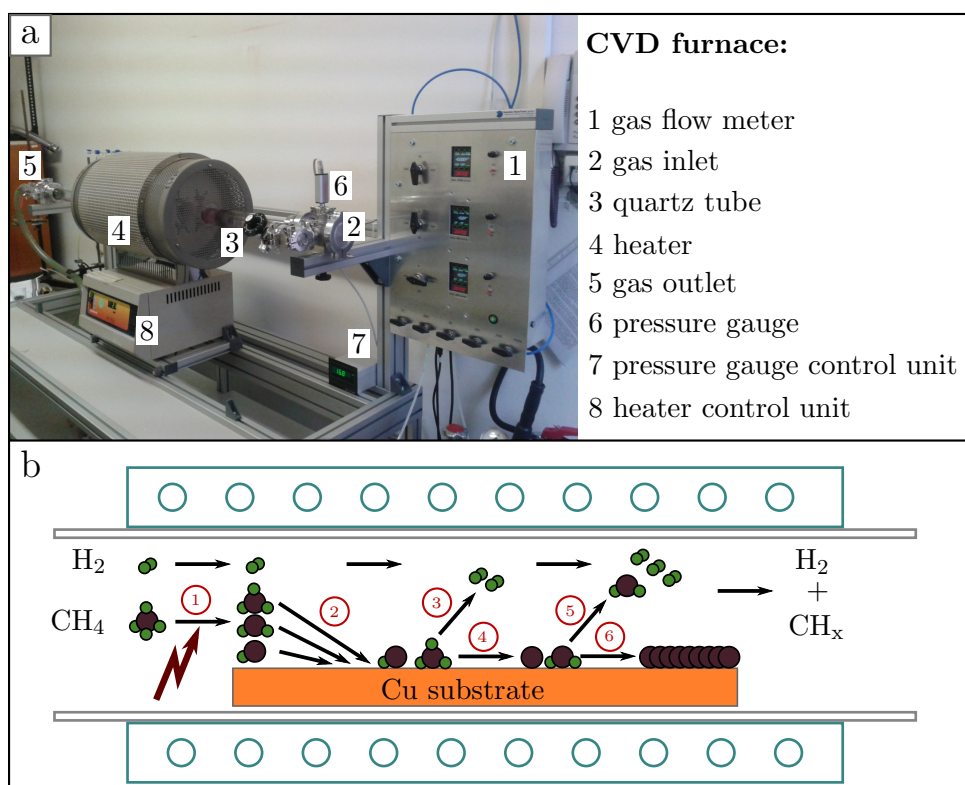 a
CVD furnace:
1 gas flow meter
2 gas inlet
3 quartz tube
4 heater
5 gas outlet
6 pressure gauge
7 pressure gauge control unit
8 heater control unit
5
4
3
6
2
1
8
7
b
H₂
CH₄
1
2
3
4
5
6
H₂
+
CHₓ
Cu substrate